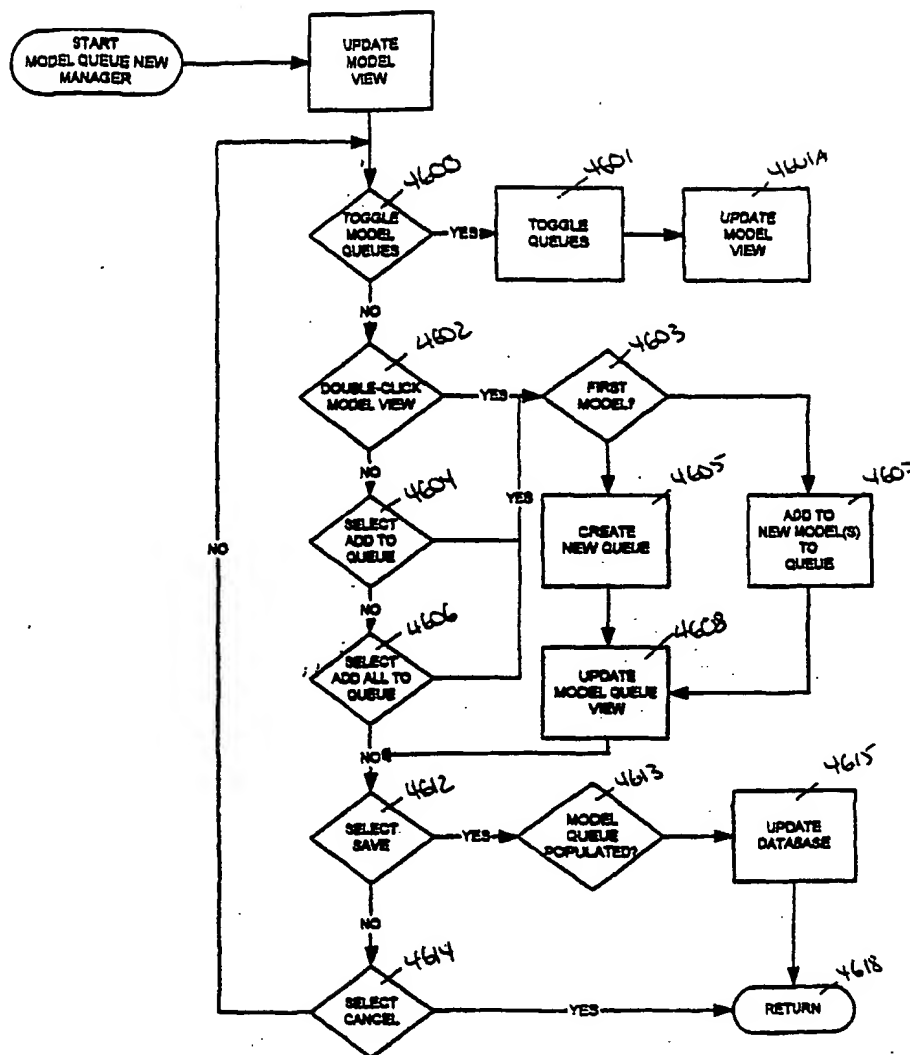 START
MODEL QUEUE NEW
MANAGER
UPDATE
MODEL
VIEW
4600
TOGGLE
MODEL
QUEUES
YES
4601
TOGGLE
QUEUES
4601A
UPDATE
MODEL
VIEW
NO
4602
DOUBLE-CLICK
MODEL VIEW
YES
4603
FIRST
MODEL?
NO
4604
SELECT
ADD TO
QUEUE
YES
4605
CREATE
NEW QUEUE
4607
ADD TO
NEW MODEL(S)
TO
QUEUE
NO
NO
4606
SELECT
ADD ALL TO
QUEUE
4608
UPDATE
MODEL QUEUE
VIEW
NO
4612
SELECT
SAVE
YES
4613
MODEL
QUEUE
POPULATED?
4615
UPDATE
DATABASE
NO
4614
SELECT
CANCEL
YES
4618
RETURN